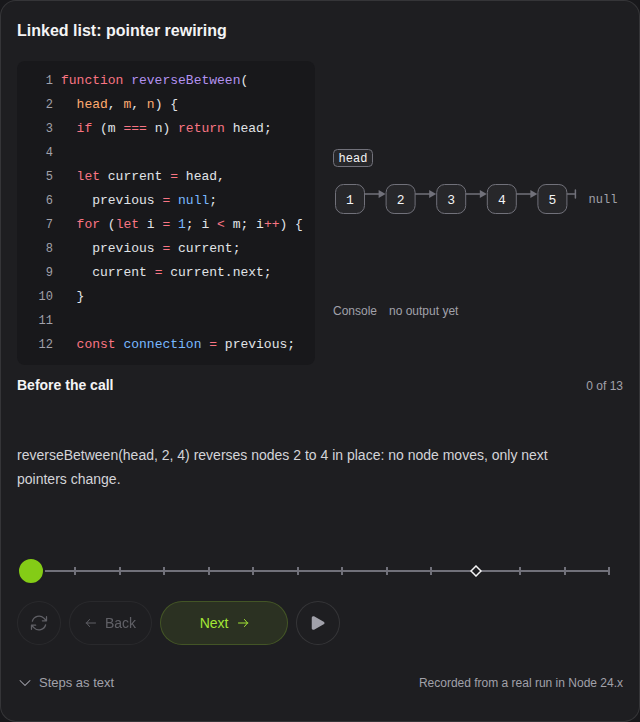 Linked list: pointer rewiring
1 function reverseBetween(
2   head, m, n) {
3   if (m === n) return head;
4
5   let current = head,
6     previous = null;
7   for (let i = 1; i < m; i++) {
8     previous = current;
9     current = current.next;
10   }
11
12   const connection = previous;
head
1 2 3 4 5 null
Console no output yet
Before the call 0 of 13
reverseBetween(head, 2, 4) reverses nodes 2 to 4 in place: no node moves, only next
pointers change.
Back Next
Steps as text Recorded from a real run in Node 24.x